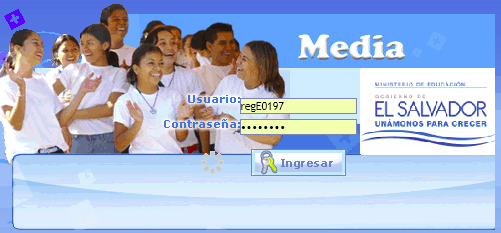 Media
MINISTERIO DE EDUCACIÓN
GOBIERNO DE
EL SALVADOR
UNÁMONOS PARA CRECER
Usuario:
regE0197
Contraseña:
••••••••
Ingresar